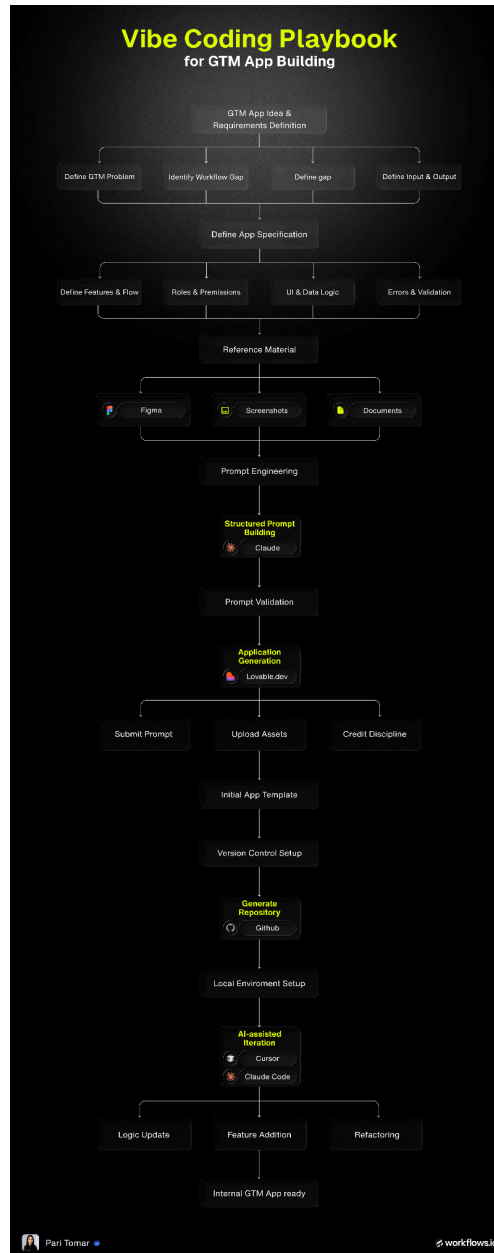 Vibe Coding Playbook
for GTM App Building
GTM App Idea &
Requirements Definition
Define GTM Problem
Identify Workflow Gap
Define gap
Define Input & Output
Define App Specification
Define Features & Flow
Roles & Premissions
UI & Data Logic
Errors & Validation
Reference Material
Figma
Screenshots
Documents
Prompt Engineering
Structured Prompt
Building
Claude
Prompt Validation
Application
Generation
Lovable.dev
Submit Prompt
Upload Assets
Credit Discipline
Initial App Template
Version Control Setup
Generate
Repository
Github
Local Enviroment Setup
AI-assisted
Iteration
Cursor
Claude Code
Logic Update
Feature Addition
Refactoring
Internal GTM App ready
Pari Tomar
workflows.io